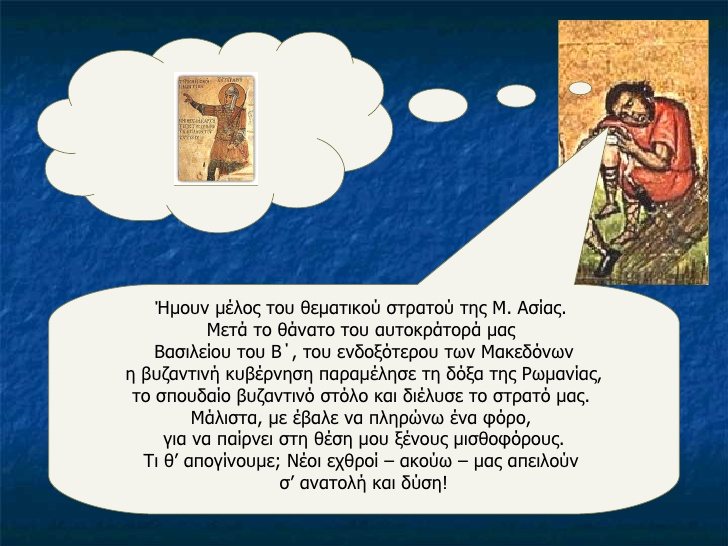 Ήμουν μέλος του θεματικού στρατού της Μ. Ασίας.
Μετά το θάνατο του αυτοκράτορά μας
Βασιλείου του Β΄, του ενδοξότερου των Μακεδόνων
η βυζαντινή κυβέρνηση παραμέλησε τη δόξα της Ρωμανίας,
το σπουδαίο βυζαντινό στόλο και διέλυσε το στρατό μας.
Μάλιστα, με έβαλε να πληρώνω ένα φόρο,
για να παίρνει στη θέση μου ξένους μισθοφόρους.
Τι θ’ απογίνουμε; Νέοι εχθροί – ακούω – μας απειλούν
σ’ ανατολή και δύση!